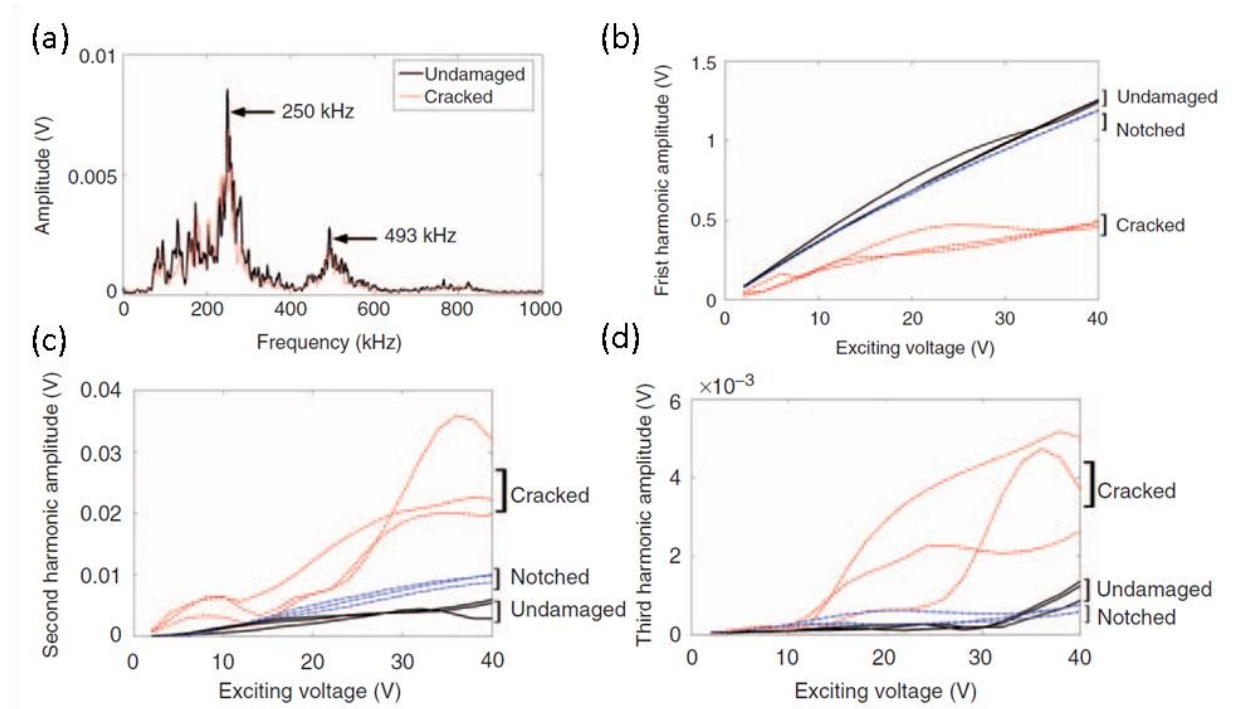 (a)
0.01
0.005
0
Amplitude (V)
Undamaged
Cracked
250 kHz
493 kHz
0 200 400 600 800 1000
Frequency (kHz)
(b)
1.5
1
0.5
0
Frist harmonic amplitude (V)
Undamaged
Notched
Cracked
10 20 30 40
Exciting voltage (V)
(c)
0.04
0.03
0.02
0.01
0
Second harmonic amplitude (V)
Cracked
Notched
Undamaged
0 10 20 30 40
Exciting voltage (V)
(d)
×10⁻³
6
4
2
0
Third harmonic amplitude (V)
Cracked
Undamaged
Notched
0 10 20 30 40
Exciting voltage (V)